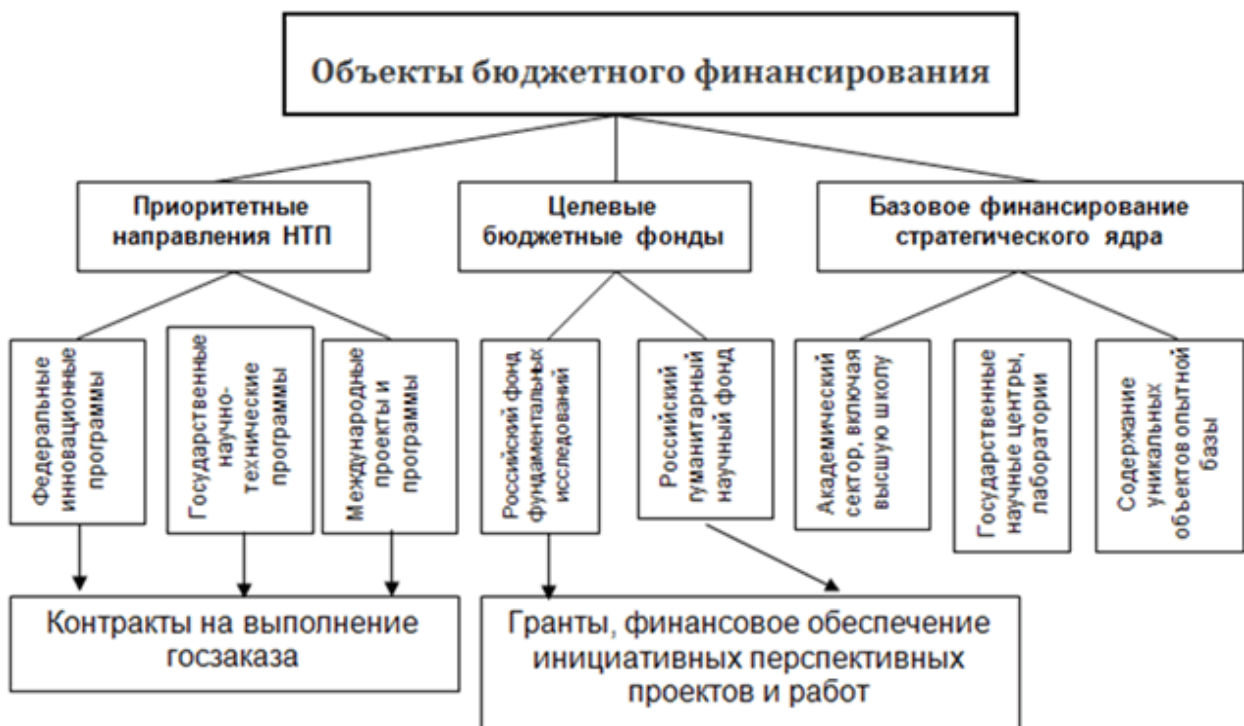 Объекты бюджетного финансирования
Приоритетные
направления НТП
Целевые
бюджетные фонды
Базовое финансирование
стратегического ядра
Федеральные
инновационные
программы
Государственные
научно-
технические
программы
Международные
проекты и
программы
Российский фонд
фундаментальных
исследований
Российский
гуманитарный
научный фонд
Академический
сектор, включая
высшую школу
Государственные
научные центры,
лаборатории
Содержание
уникальных
объектов опытной
базы
Контракты на выполнение
госзаказа
Гранты, финансовое обеспечение
инициативных перспективных
проектов и работ